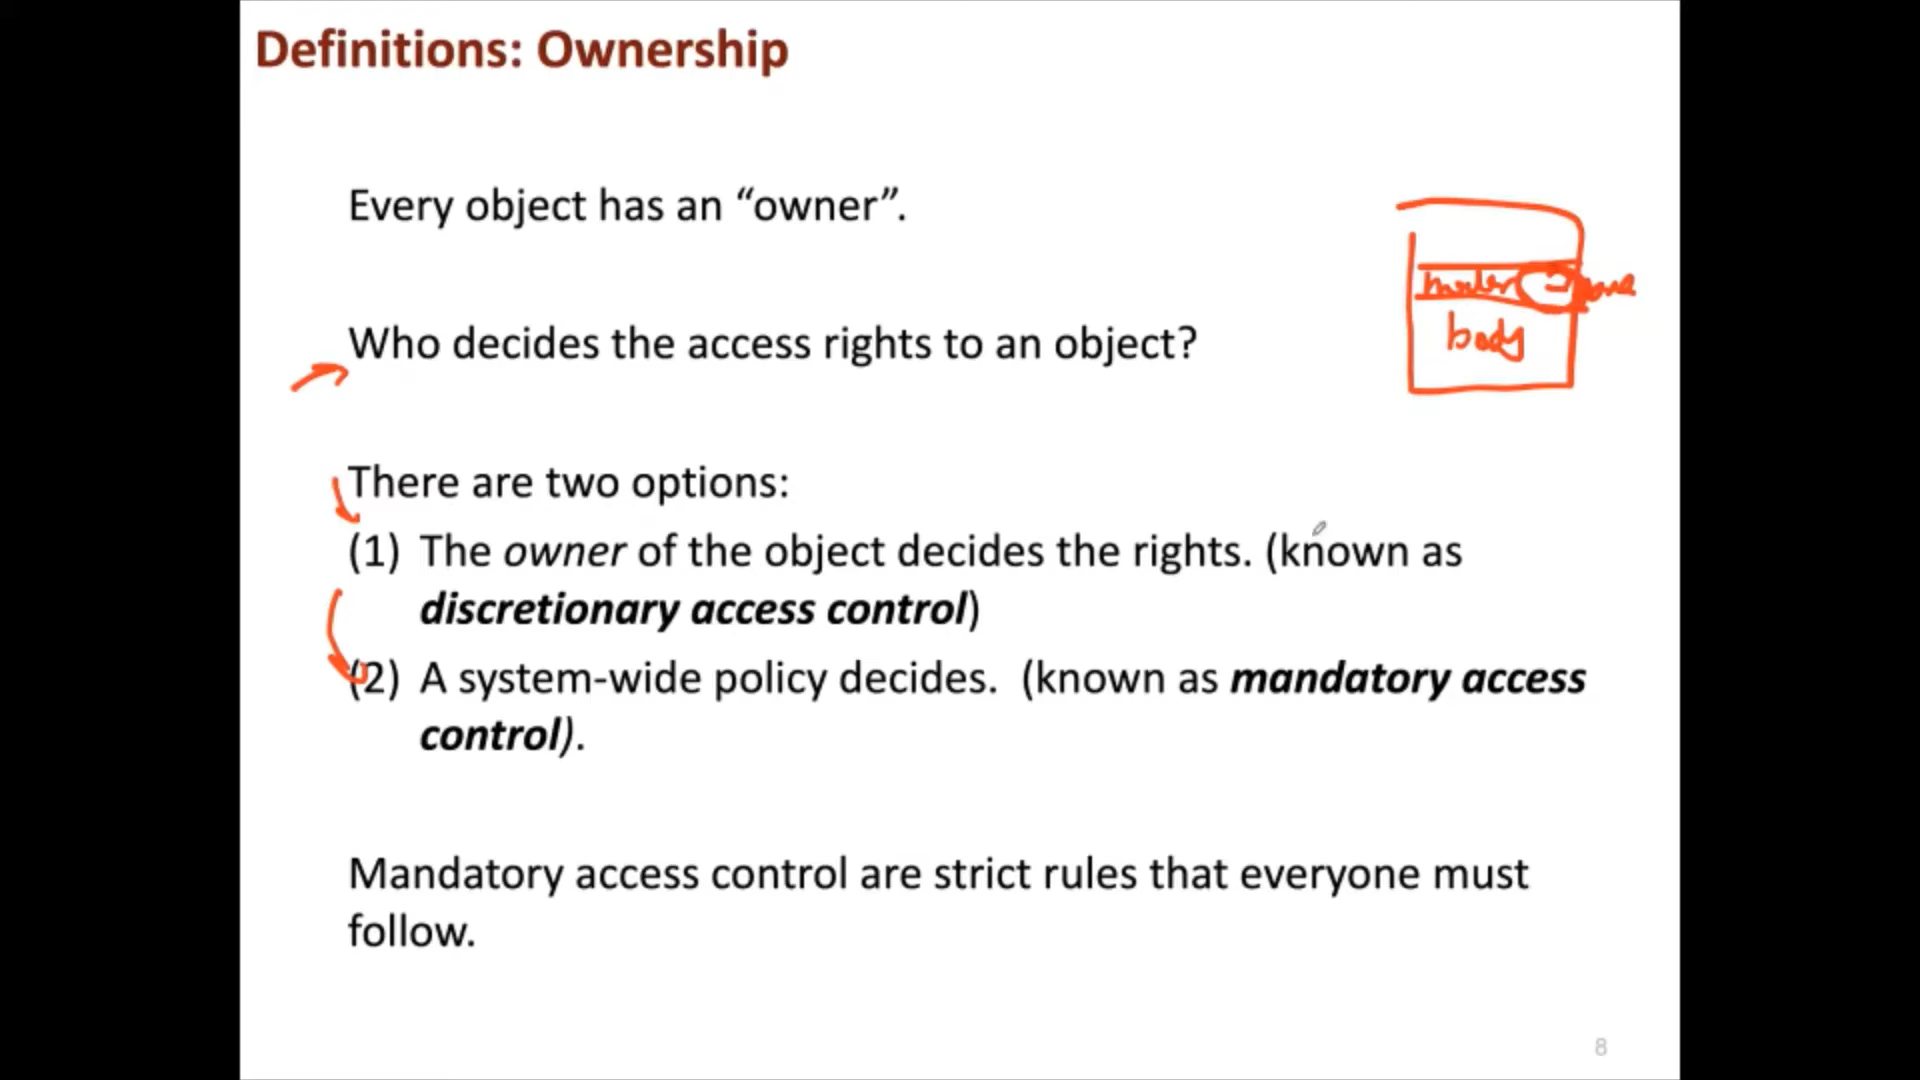 Definitions: Ownership
Every object has an “owner”.
Who decides the access rights to an object?
body
There are two options:
(1) The owner of the object decides the rights. (known as
discretionary access control)
(2) A system-wide policy decides. (known as mandatory access
control).
Mandatory access control are strict rules that everyone must
follow.
8